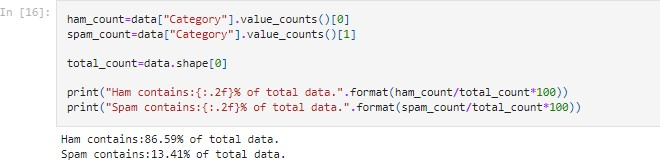 In [16]:
ham_count=data["Category"].value_counts()[0]
spam_count=data["Category"].value_counts()[1]
total_count=data.shape[0]
print("Ham contains:{:.2f}% of total data.".format(ham_count/total_count*100))
print("Spam contains:{:.2f}% of total data.".format(spam_count/total_count*100))
Ham contains:86.59% of total data.
Spam contains:13.41% of total data.